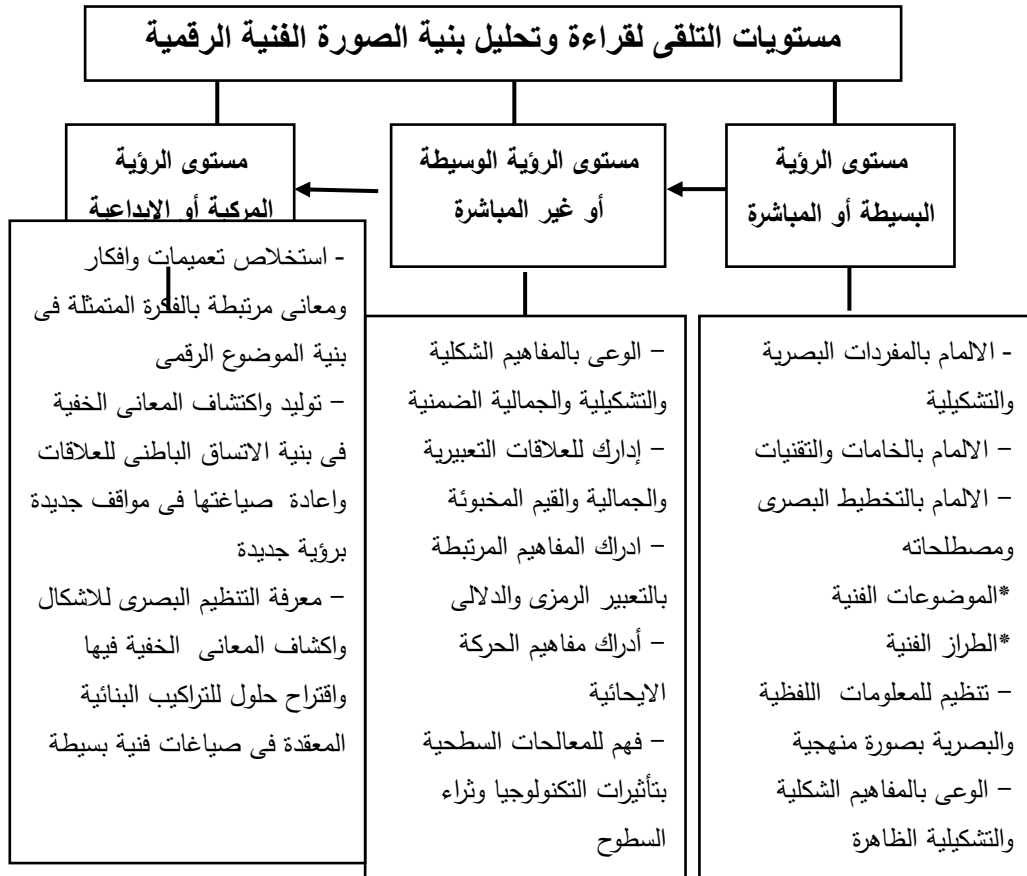 مستويات التلقى لقراءة وتحليل بنية الصورة الفنية الرقمية
مستوى الرؤية
البسيطة أو المباشرة
مستوى الرؤية الوسيطة
أو غير المباشرة
مستوى الرؤية
المركبة أو الإبداعية
- الالمام بالمفردات البصرية
والتشكيلية
– الالمام بالخامات والتقنيات
– الالمام بالتخطيط البصرى
ومصطلحاته
*الموضوعات الفنية
*الطراز الفنية
– تنظيم للمعلومات اللفظية
والبصرية بصورة منهجية
– الوعى بالمفاهيم الشكلية
والتشكيلية الظاهرة
– الوعى بالمفاهيم الشكلية
والتشكيلية والجمالية الضمنية
– إدارك للعلاقات التعبيرية
والجمالية والقيم المخبوئة
– ادراك المفاهيم المرتبطة
بالتعبير الرمزى والدلالى
– أدراك مفاهيم الحركة
الايحائية
– فهم للمعالحات السطحية
بتأثيرات التكنولوجيا وثراء
السطوح
- استخلاص تعميمات وافكار
ومعانى مرتبطة بالفكرة المتمثلة فى
بنية الموضوع الرقمى
– توليد واكتشاف المعانى الخفية
فى بنية الاتساق الباطنى للعلاقات
واعادة صياغتها فى مواقف جديدة
برؤية جديدة
– معرفة التنظيم البصرى للاشكال
واكشاف المعانى الخفية فيها
واقتراح حلول للتراكيب البنائية
المعقدة فى صياغات فنية بسيطة